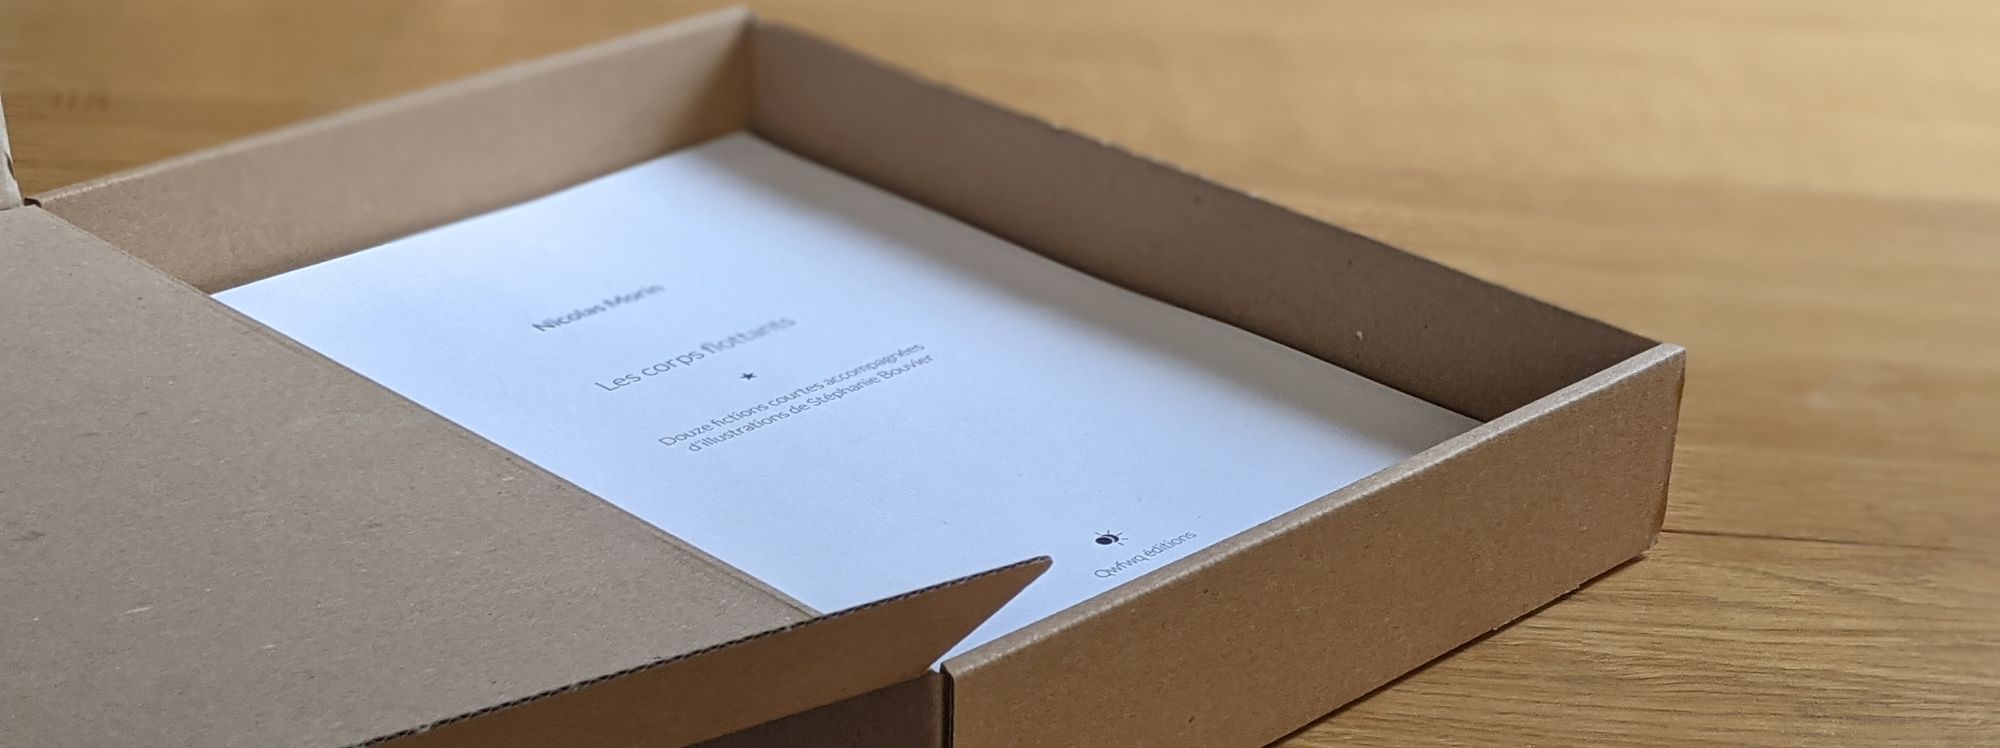 Nicolas Morin
Les corps flottants
Douze fictions courtes accompagnées
d'illustrations de Stéphanie Bouvier
Qwfwq éditions